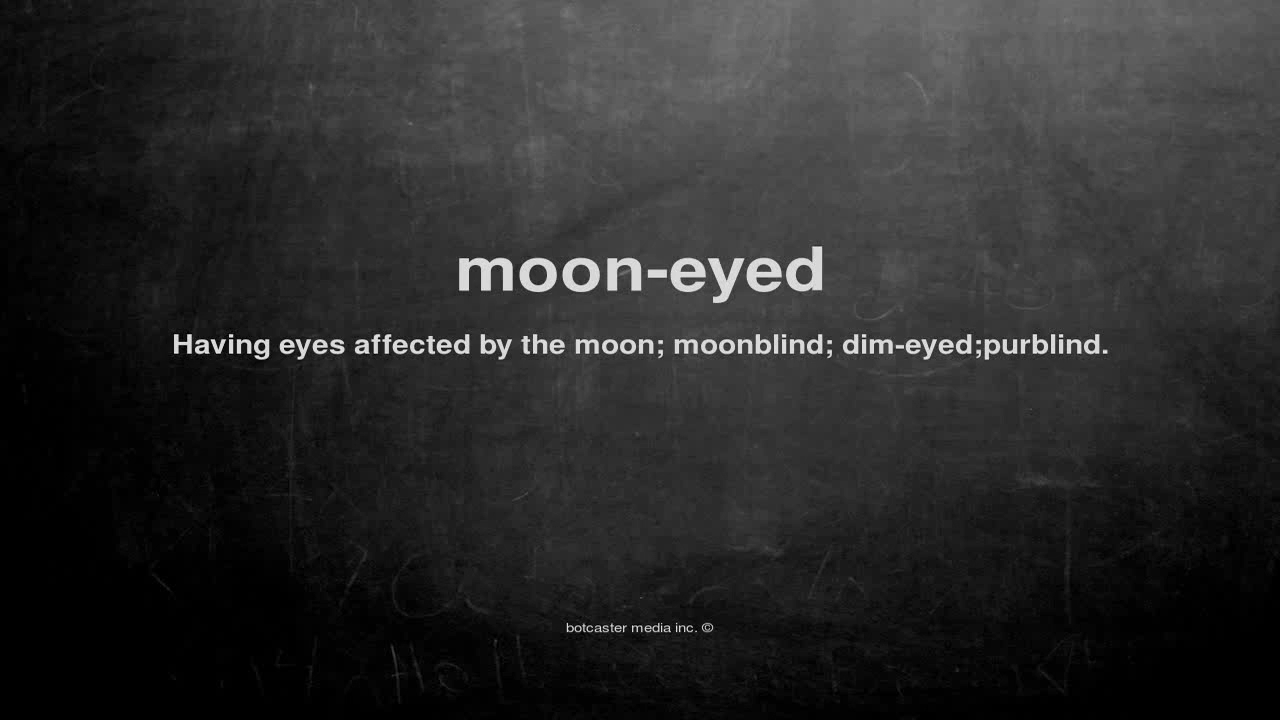 moon-eyed
Having eyes affected by the moon; moonblind; dim-eyed;purblind.
botcaster media inc. ©